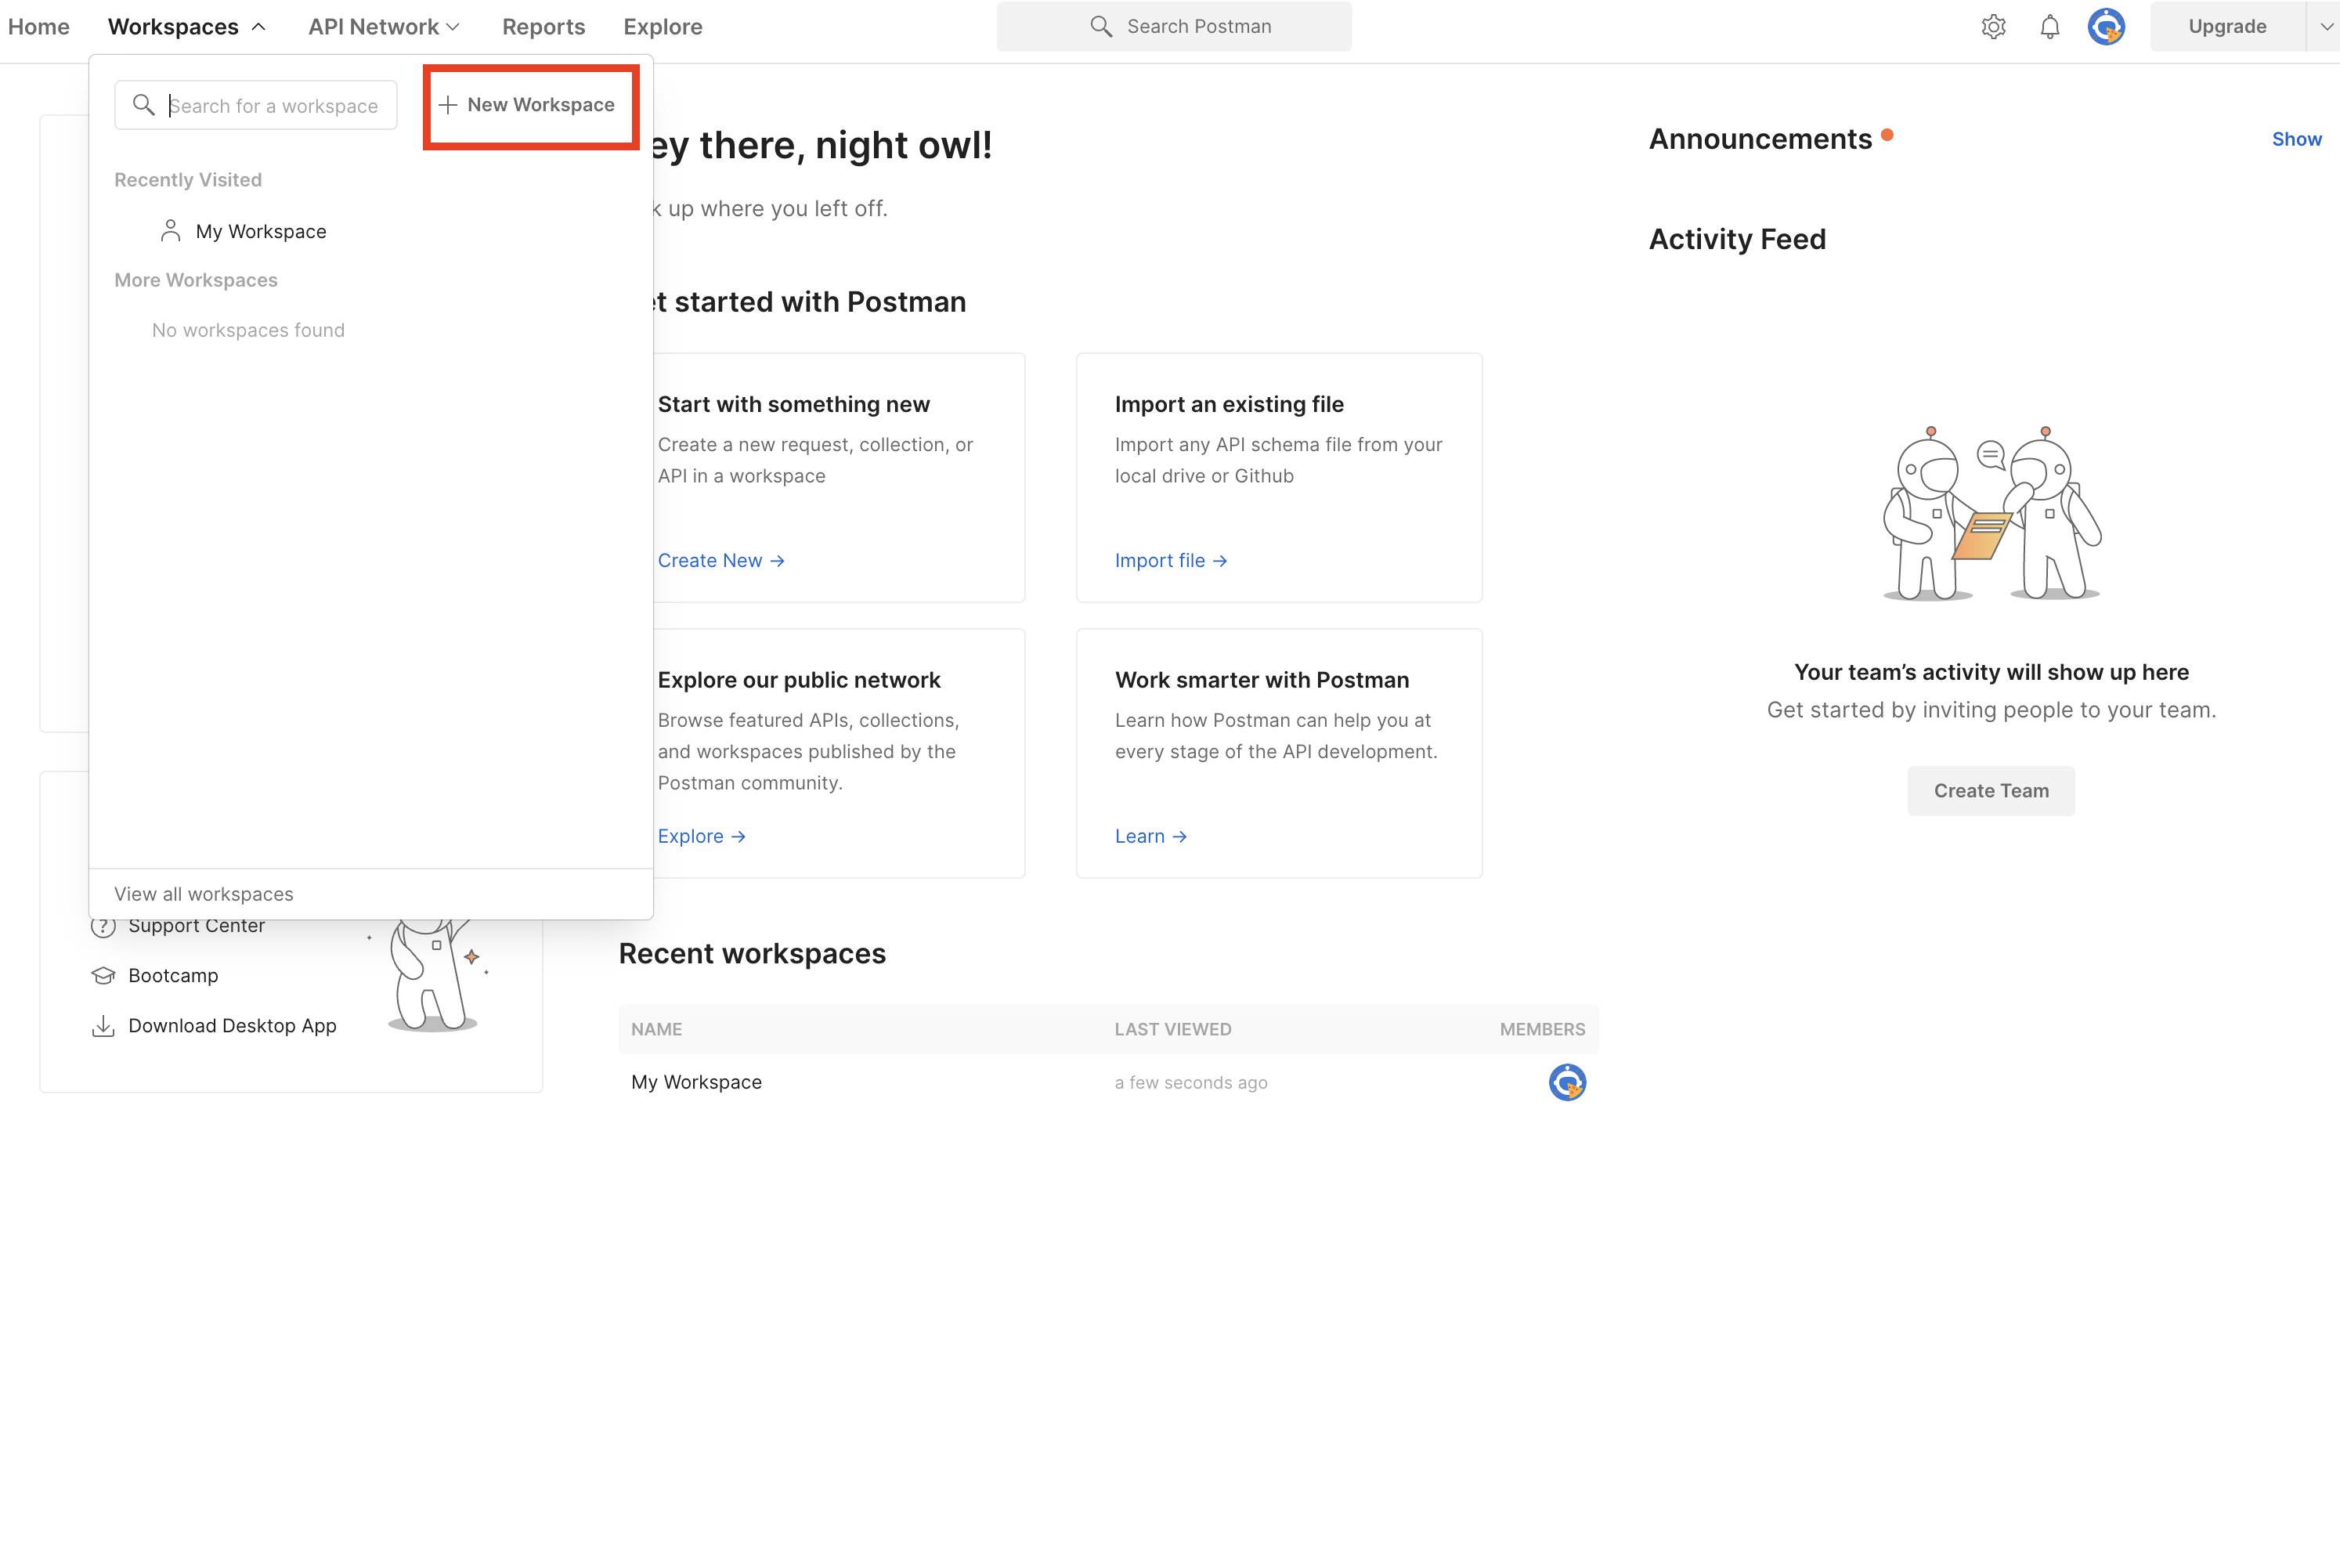 Home Workspaces API Network Reports Explore Search Postman Upgrade
Search for a workspace
New Workspace
Recently Visited
My Workspace
More Workspaces
No workspaces found
View all workspaces
Support Center
Bootcamp
Download Desktop App
ey there, night owl!
k up where you left off.
et started with Postman
Start with something new
Create a new request, collection, or
API in a workspace
Create New →
Import an existing file
Import any API schema file from your
local drive or Github
Import file →
Explore our public network
Browse featured APIs, collections,
and workspaces published by the
Postman community.
Explore →
Work smarter with Postman
Learn how Postman can help you at
every stage of the API development.
Learn →
Recent workspaces
NAME LAST VIEWED MEMBERS
My Workspace a few seconds ago
Announcements Show
Activity Feed
Your team’s activity will show up here
Get started by inviting people to your team.
Create Team